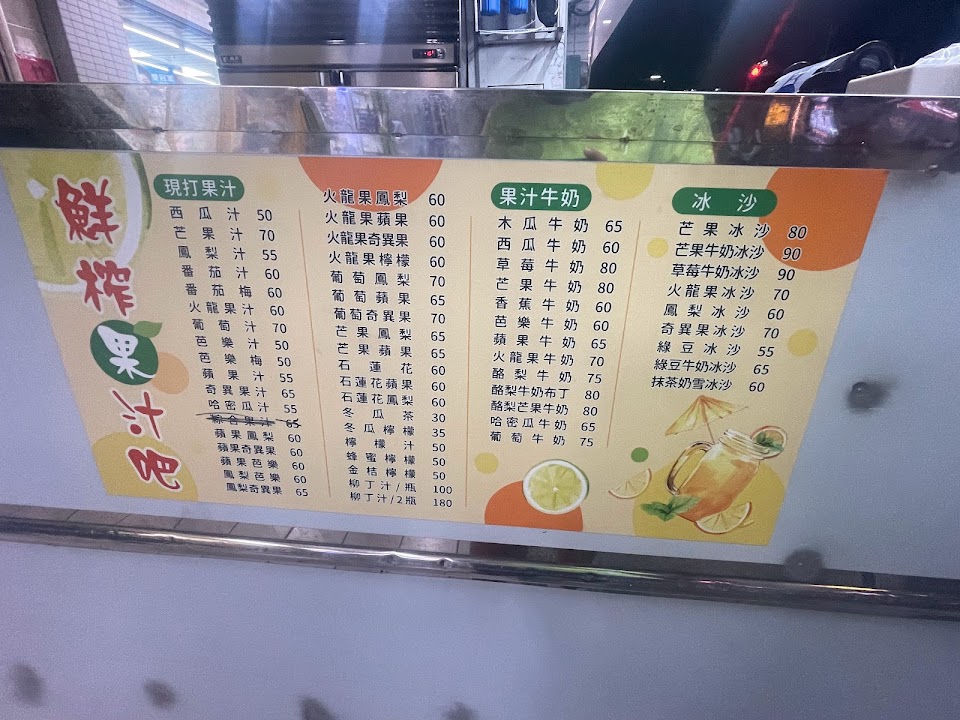 鮮榨果汁吧
現打果汁
西瓜汁 50
芒果汁 70
鳳梨汁 55
番茄汁 60
番茄梅 60
火龍果汁 60
葡萄汁 70
芭樂汁 50
芭樂梅 50
蘋果汁 55
奇異果汁 65
哈密瓜汁 55
綜合果汁 65
蘋果鳳梨 60
蘋果奇異果 60
蘋果芭樂 60
鳳梨芭樂 60
鳳梨奇異果 65
火龍果鳳梨 60
火龍果蘋果 60
火龍果奇異果 60
火龍果檸檬 60
葡萄鳳梨 70
葡萄蘋果 65
葡萄奇異果 70
芒果鳳梨 65
芒果蘋果 65
石蓮花 60
石蓮花蘋果 60
石蓮花鳳梨 60
冬瓜茶 30
冬瓜檸檬 35
檸檬汁 50
蜂蜜檸檬 50
金桔檸檬 50
柳丁汁/瓶 100
柳丁汁/2瓶 180
果汁牛奶
木瓜牛奶 65
西瓜牛奶 60
草莓牛奶 80
芒果牛奶 80
香蕉牛奶 60
芭樂牛奶 60
蘋果牛奶 65
火龍果牛奶 70
酪梨牛奶 75
酪梨牛奶布丁 80
酪梨芒果牛奶 80
哈密瓜牛奶 65
葡萄牛奶 75
冰沙
芒果冰沙 80
芒果牛奶冰沙 90
草莓牛奶冰沙 90
火龍果冰沙 70
鳳梨冰沙 60
奇異果冰沙 70
綠豆冰沙 55
綠豆牛奶冰沙 65
抹茶奶雪冰沙 60